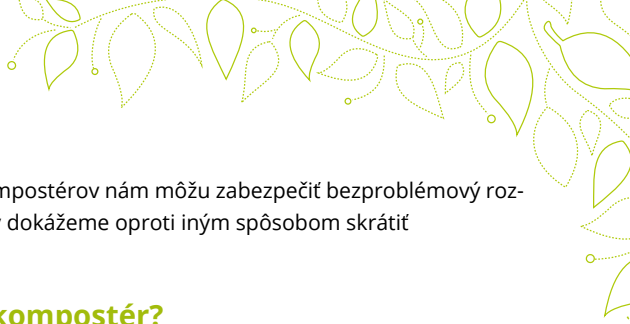 mpostérov nám môžu zabezpečiť bezproblémový roz-
dokážeme oproti iným spôsobom skrátiť
kompostér?